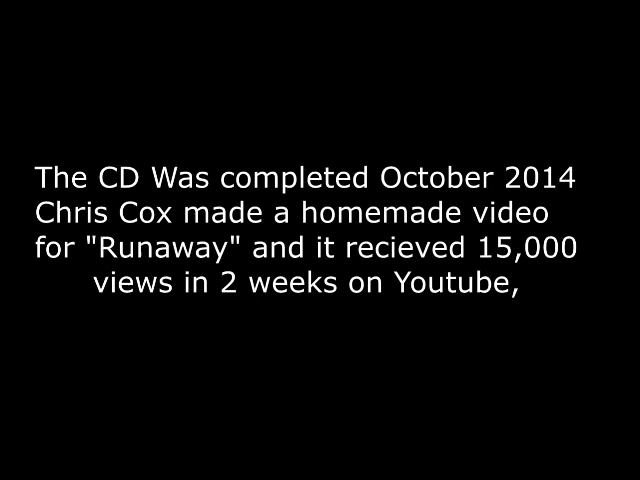 The CD Was completed October 2014
Chris Cox made a homemade video
for "Runaway" and it recieved 15,000
views in 2 weeks on Youtube,